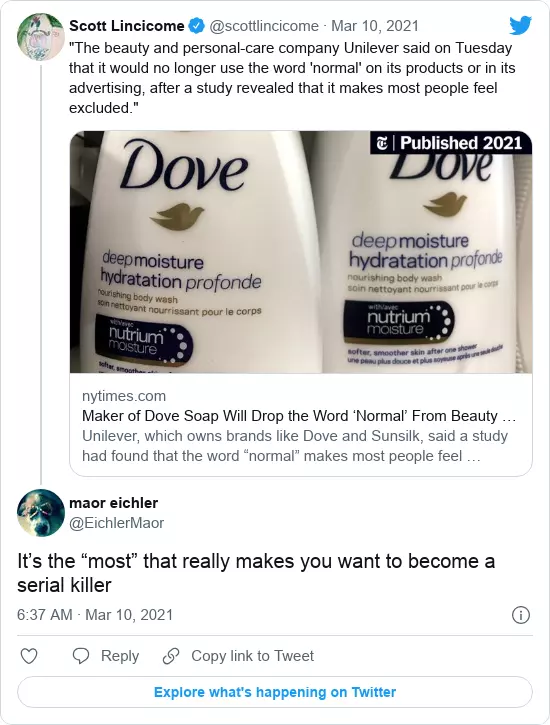 Scott Lincicome @scottlincicome · Mar 10, 2021
"The beauty and personal-care company Unilever said on Tuesday
that it would no longer use the word 'normal' on its products or in its
advertising, after a study revealed that it makes most people feel
excluded."
Published 2021
Dove
deepmoisture
hydratation profonde
nourishing body wash
soin nettoyant nourrissant pour le corps
with/avec
nutrium
moisture
softer, smoother skin
Dove
deepmoisture
hydratation profonde
nourishing body wash
soin nettoyant nourrissant pour le corps
with/avec
nutrium
moisture
softer, smoother skin after one shower
une peau plus douce et plus soyeuse après une seule douche
nytimes.com
Maker of Dove Soap Will Drop the Word ‘Normal’ From Beauty …
Unilever, which owns brands like Dove and Sunsilk, said a study
had found that the word “normal” makes most people feel …
maor eichler
@EichlerMaor
It’s the “most” that really makes you want to become a
serial killer
6:37 AM · Mar 10, 2021
Reply
Copy link to Tweet
Explore what's happening on Twitter